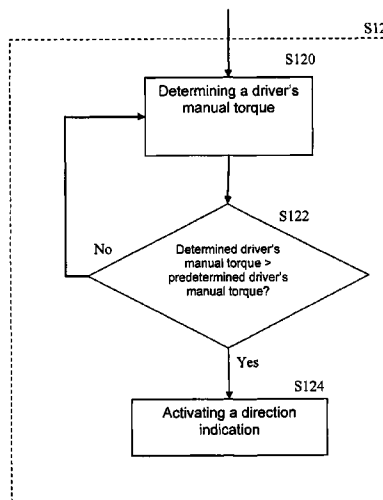 S12
S120
Determining a driver's
manual torque
S122
No
Determined driver's
manual torque >
predetermined driver's
manual torque?
Yes
S124
Activating a direction
indication